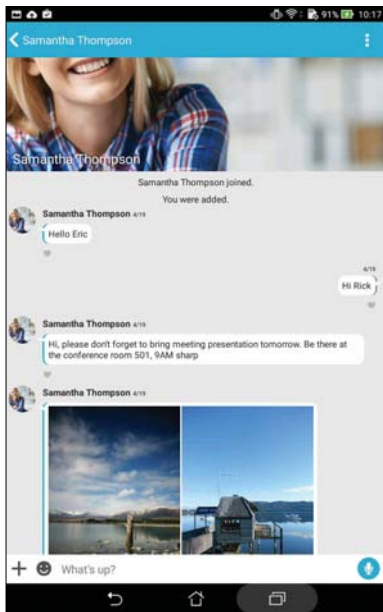 91% 10:17
Samantha Thompson
Samantha Thompson
Samantha Thompson joined.
You were added.
Samantha Thompson 4/19
Hello Eric
4/19
Hi Rick
Samantha Thompson 4/19
Hi, please don't forget to bring meeting presentation tomorrow. Be there at
the conference room 501, 9AM sharp
Samantha Thompson 4/19
What's up?